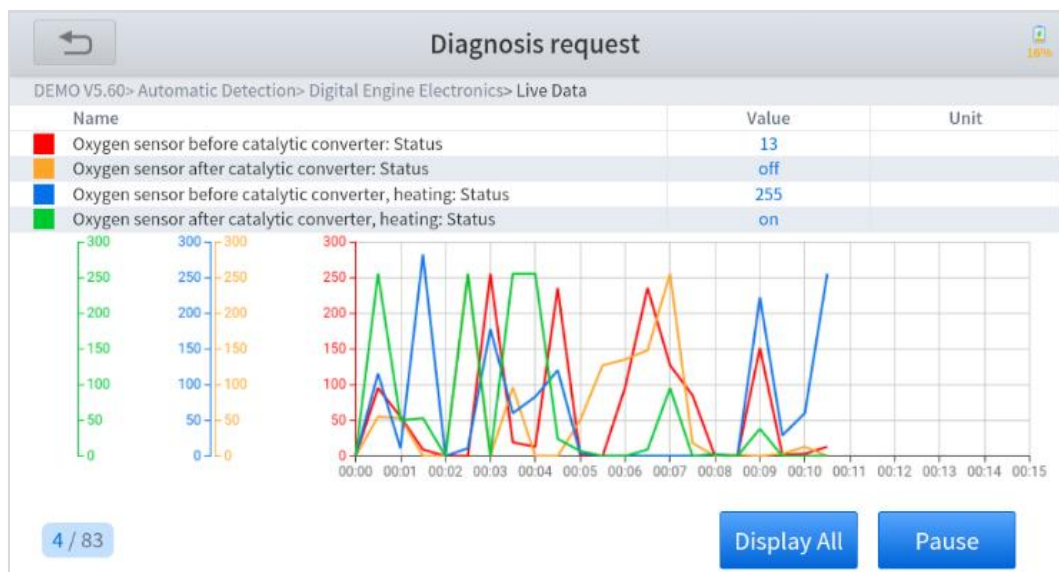 Diagnosis request
16%
DEMO V5.60> Automatic Detection> Digital Engine Electronics> Live Data
Name Value Unit
Oxygen sensor before catalytic converter: Status 13
Oxygen sensor after catalytic converter: Status off
Oxygen sensor before catalytic converter, heating: Status 255
Oxygen sensor after catalytic converter, heating: Status on
300 300 300 300
250 250 250 250
200 200 200 200
150 150 150 150
100 100 100 100
50 50 50 50
0 0 0 0
00:00 00:01 00:02 00:03 00:04 00:05 00:06 00:07 00:08 00:09 00:10 00:11 00:12 00:13 00:14 00:15
4 / 83
Display All
Pause